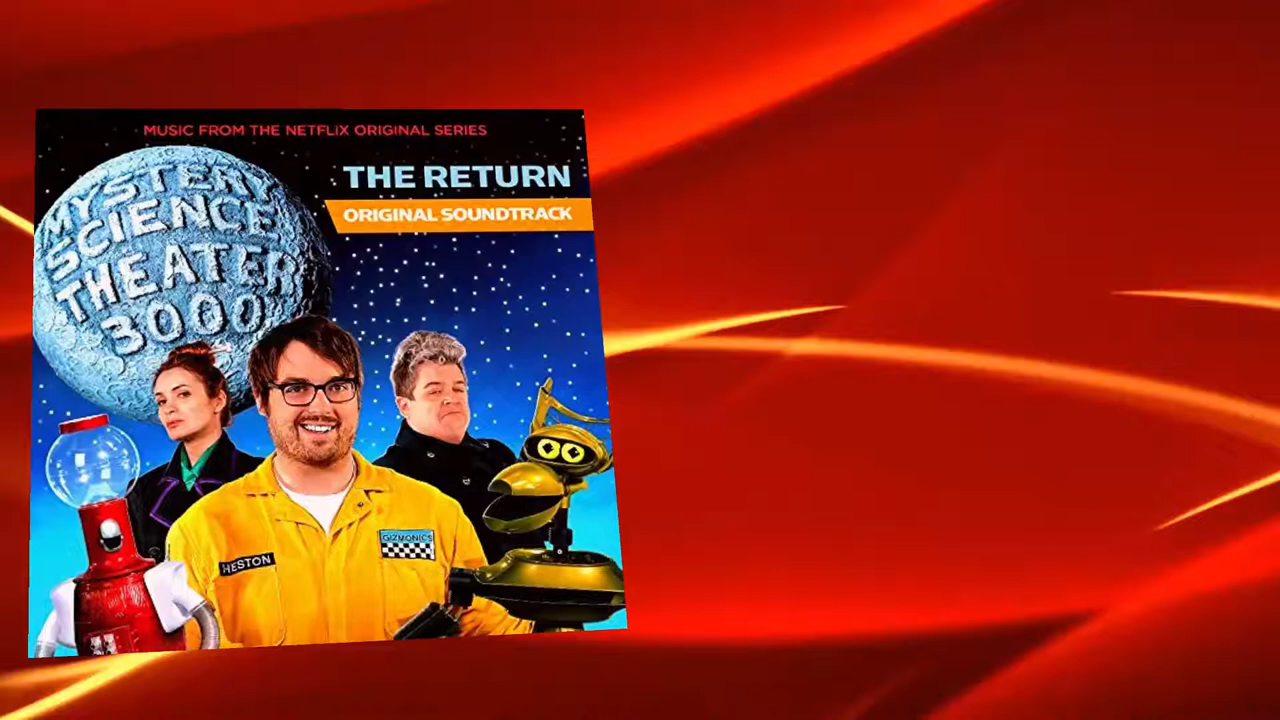 MUSIC FROM THE NETFLIX ORIGINAL SERIES
THE RETURN
ORIGINAL SOUNDTRACK
MYSTERY
SCIENCE
THEATER
3000
GIZMONICS
HESTON